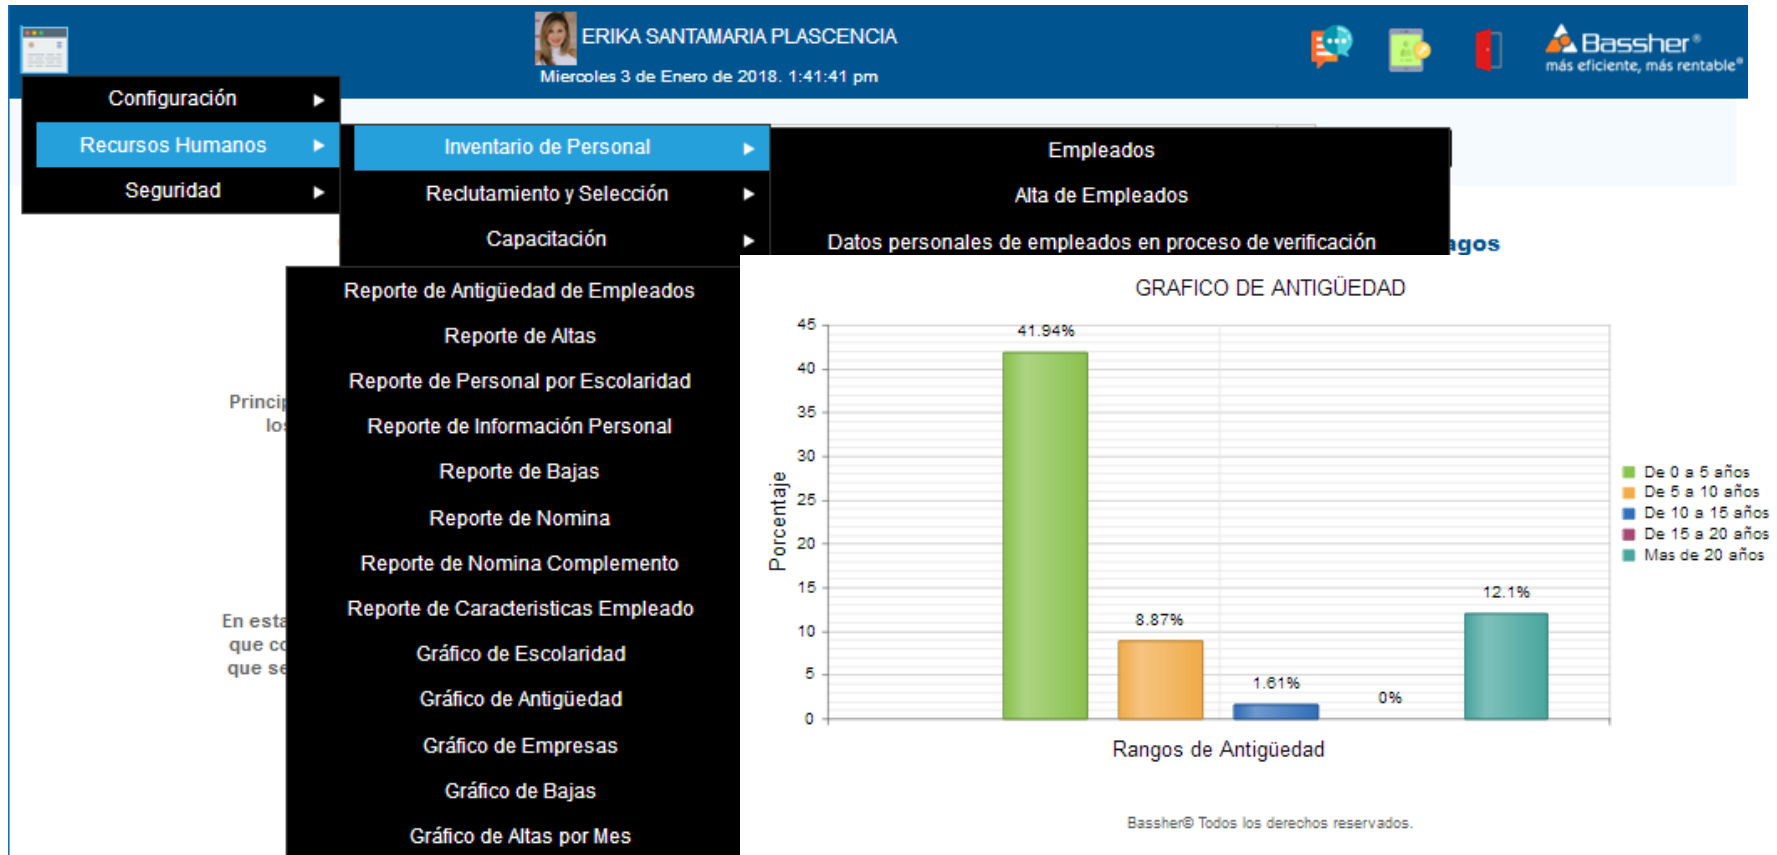 ERIKA SANTAMARIA PLASCENCIA
Miercoles 3 de Enero de 2018. 1:41:41 pm
Bassher®
más eficiente, más rentable®
Configuración
Recursos Humanos
Seguridad
Inventario de Personal
Reclutamiento y Selección
Capacitación
Empleados
Alta de Empleados
Datos personales de empleados en proceso de verificación
agos
Reporte de Antigüedad de Empleados
Reporte de Altas
Reporte de Personal por Escolaridad
Reporte de Información Personal
Reporte de Bajas
Reporte de Nomina
Reporte de Nomina Complemento
Reporte de Caracteristicas Empleado
Gráfico de Escolaridad
Gráfico de Antigüedad
Gráfico de Empresas
Gráfico de Bajas
Gráfico de Altas por Mes
Princip
los
En esta
que co
que se
GRAFICO DE ANTIGÜEDAD
Porcentaje
45
40
35
30
25
20
15
10
5
0
41.94%
8.87%
1.61%
0%
12.1%
Rangos de Antigüedad
De 0 a 5 años
De 5 a 10 años
De 10 a 15 años
De 15 a 20 años
Mas de 20 años
Bassher® Todos los derechos reservados.